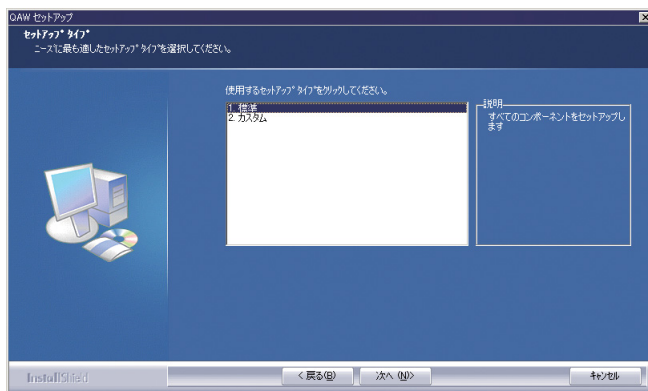 QAW セットアップ
セットアップ タイプ
ニーズに最も適したセットアップ タイプを選択してください。
使用するセットアップ タイプをクリックしてください。
1. 標準
2. カスタム
説明
すべてのコンポーネントをセットアップし
ます
InstallShield
< 戻る(B)
次へ (N)>
キャンセル